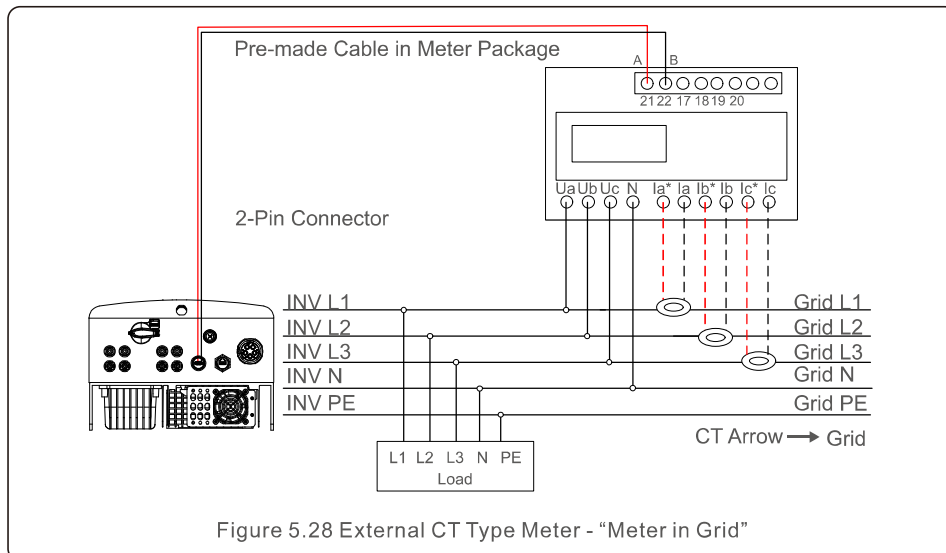 Pre-made Cable in Meter Package
A B
21 22 17 18 19 20
Ua Ub Uc N Ia* Ia Ib* Ib Ic* Ic
2-Pin Connector
INV L1 Grid L1
INV L2 Grid L2
INV L3 Grid L3
INV N Grid N
INV PE Grid PE
CT Arrow → Grid
L1 L2 L3 N PE
Load
Figure 5.28 External CT Type Meter - “Meter in Grid”